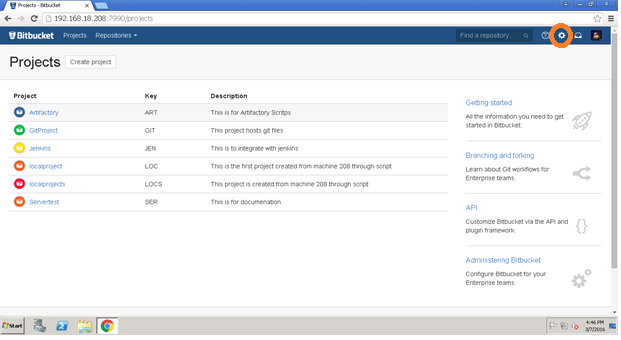 Projects - Bitbucket
192.168.18.208:7990/projects
Bitbucket Projects Repositories Find a repository...
Projects Create project
Project Key Description
Artifactory ART This is for Artifactory Scritps
GitProject GIT This project hosts git files
Jenkins JEN This is to integrate with jenkins
localproject LOC This is the first project created from machine 208 through script
localprojects LOCS This project is created from machine 208 through script
Servertest SER This is for documenation
Getting started
All the information you need to get
started in Bitbucket.
Branching and forking
Learn about Git workflows for
Enterprise teams.
API
Customize Bitbucket via the API and
plugin framework.
Administering Bitbucket
Configure Bitbucket for your
Enterprise teams.
Start
4:46 PM
3/7/2016